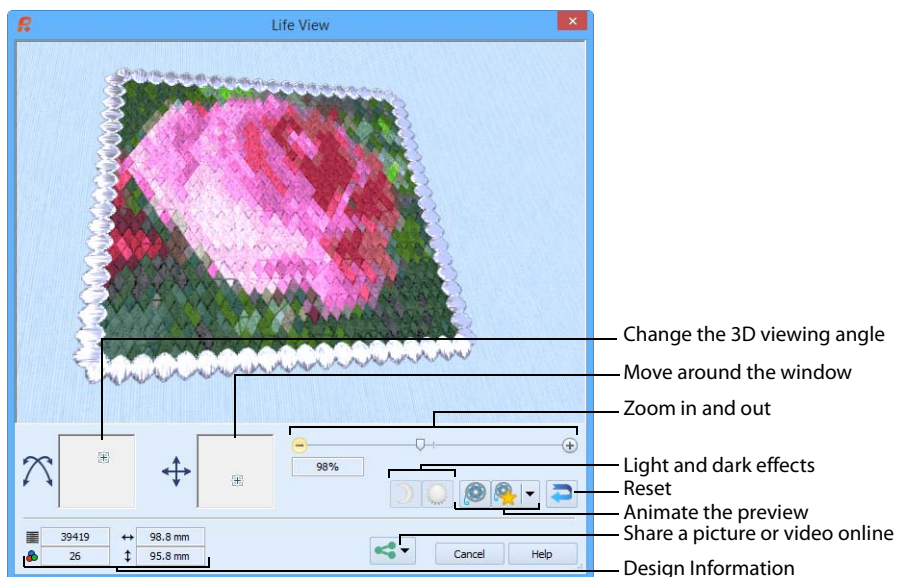 Life View
Change the 3D viewing angle
Move around the window
Zoom in and out
98%
Light and dark effects
Reset
Animate the preview
Share a picture or video online
39419
98.8 mm
26
95.8 mm
Cancel
Help
Design Information